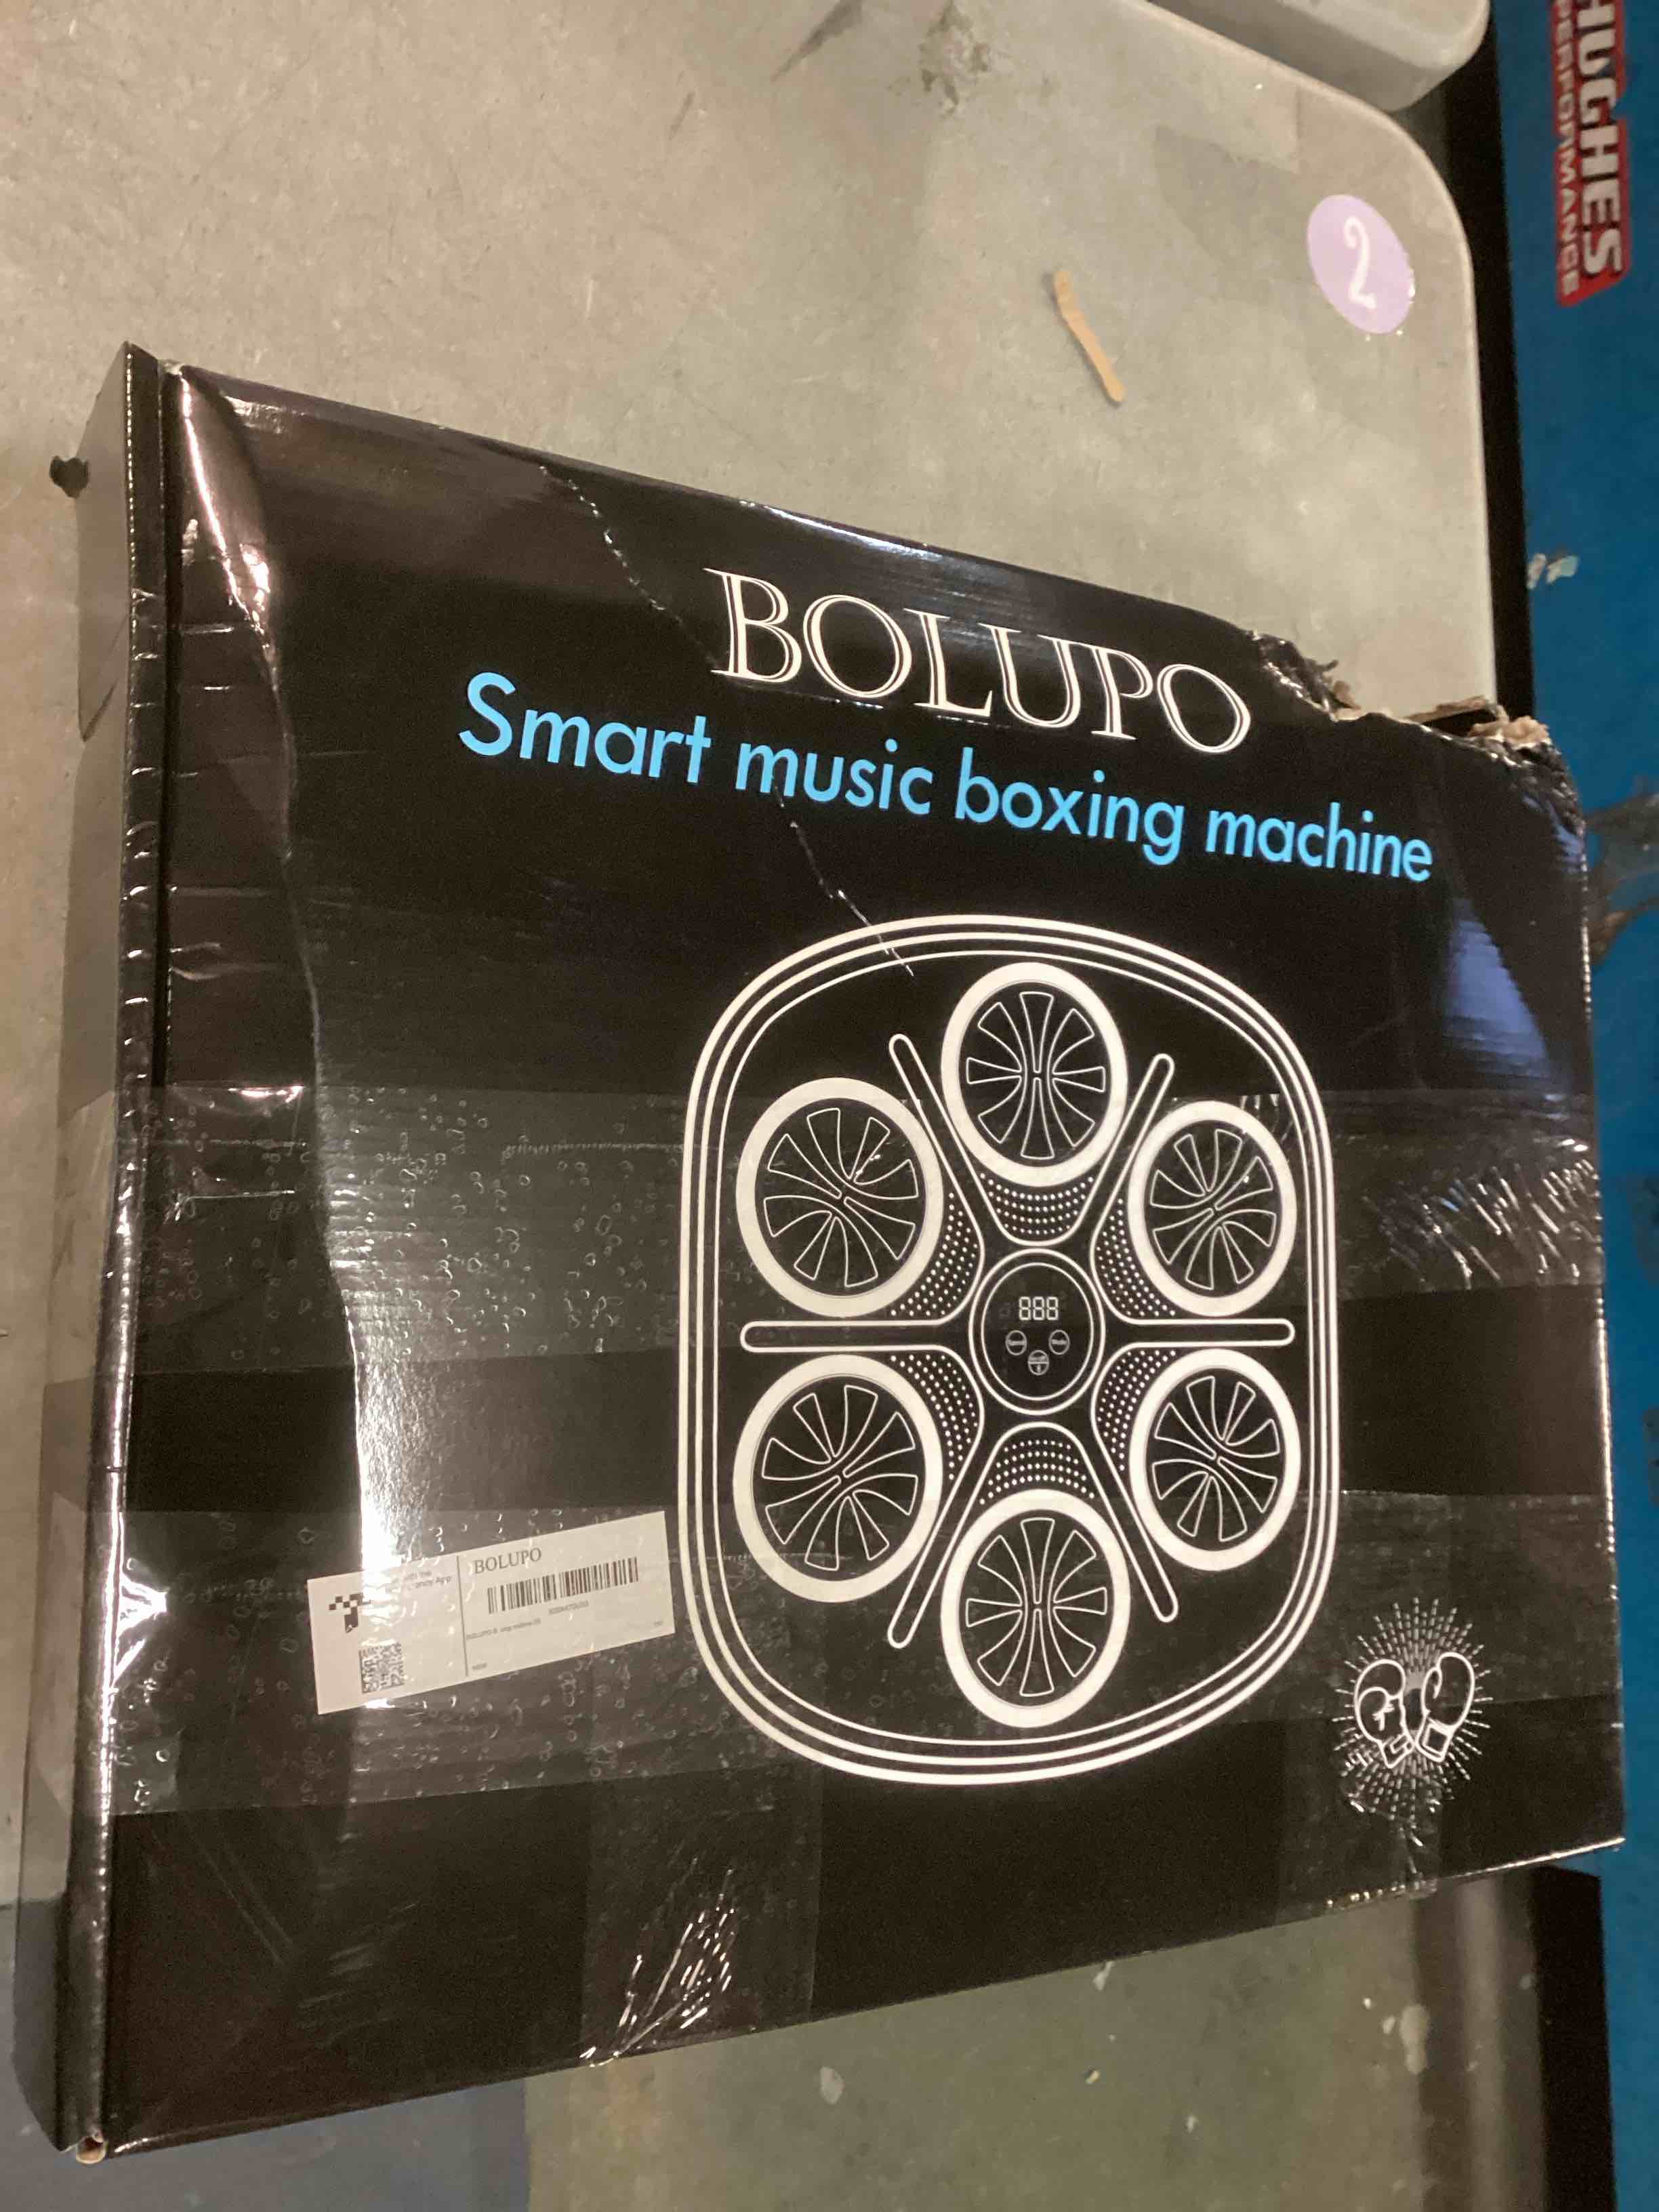 HUGHES
PERFORMANCE
2
BOLUPO
Smart music boxing machine
888
BOLUPO